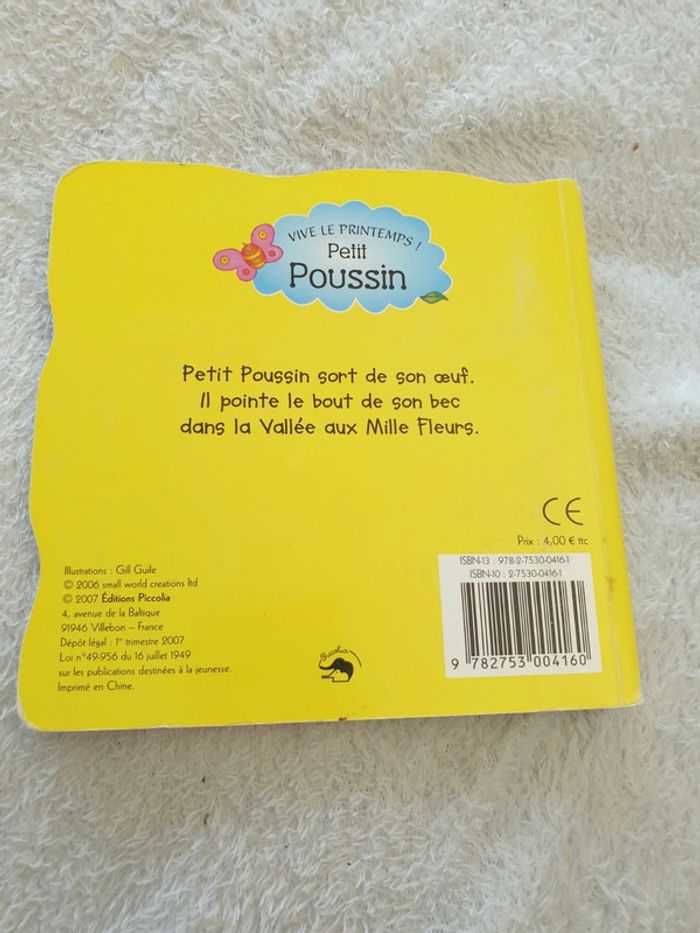 VIVE LE PRINTEMPS !
Petit
Poussin
Petit Poussin sort de son œuf.
Il pointe le bout de son bec
dans la Vallée aux Mille Fleurs.
CE
Prix : 4,00 € ttc
ISBN-13 : 978-2-7530-0416-1
ISBN-10 : 2-7530-0416-1
9 782753 004160
Illustrations : Gill Guile
© 2006 small world creations ltd
© 2007 Éditions Piccolia
4, avenue de la Baltique
91946 Villebon – France
Dépôt légal : 1er trimestre 2007
Loi n°49-956 du 16 juillet 1949
sur les publications destinées à la jeunesse.
Imprimé en Chine.
Piccolia